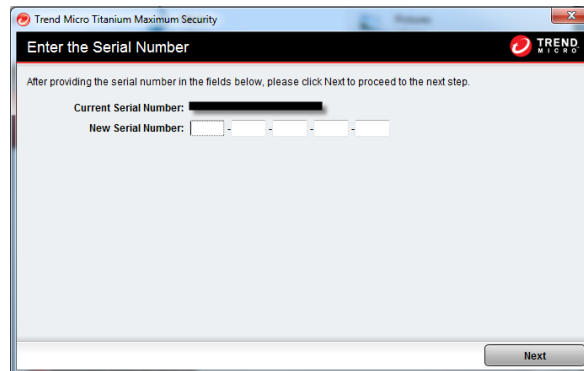 Trend Micro Titanium Maximum Security
Enter the Serial Number
TREND
MICRO
After providing the serial number in the fields below, please click Next to proceed to the next step.
Current Serial Number:
New Serial Number: - - - -
Next